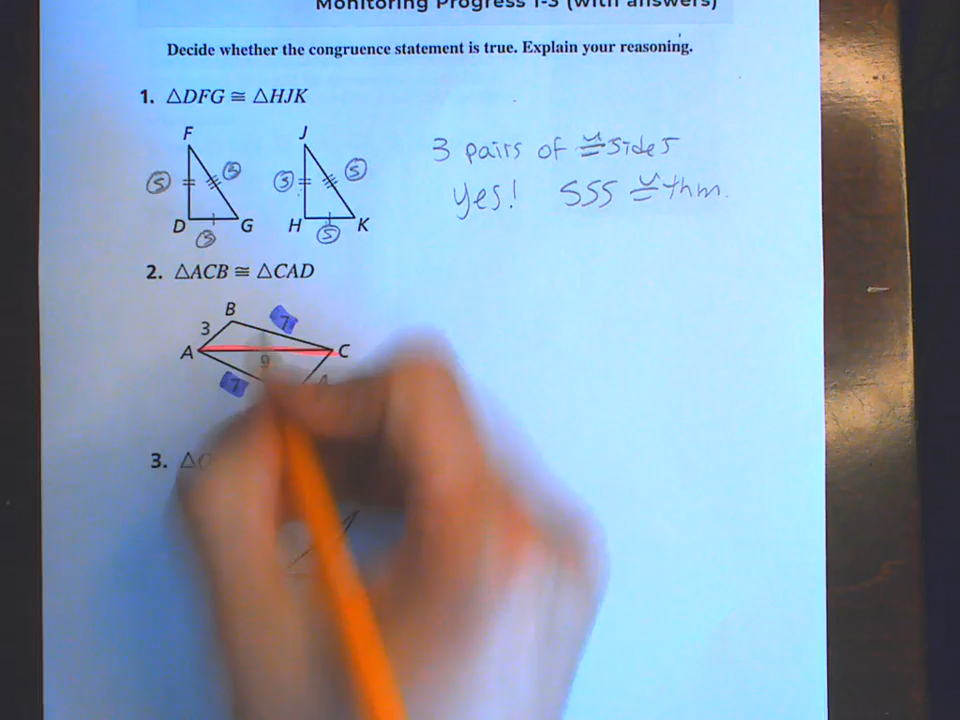 Monitoring Progress 1-3 (with answers)
Decide whether the congruence statement is true. Explain your reasoning.
1. △DFG ≅ △HJK
F
J
S
S
S
S
D
G
H
K
S
S
3 pairs of ≅ sides
yes! SSS ≅ thm.
2. △ACB ≅ △CAD
B
7
3
A
C
9
7
3. △